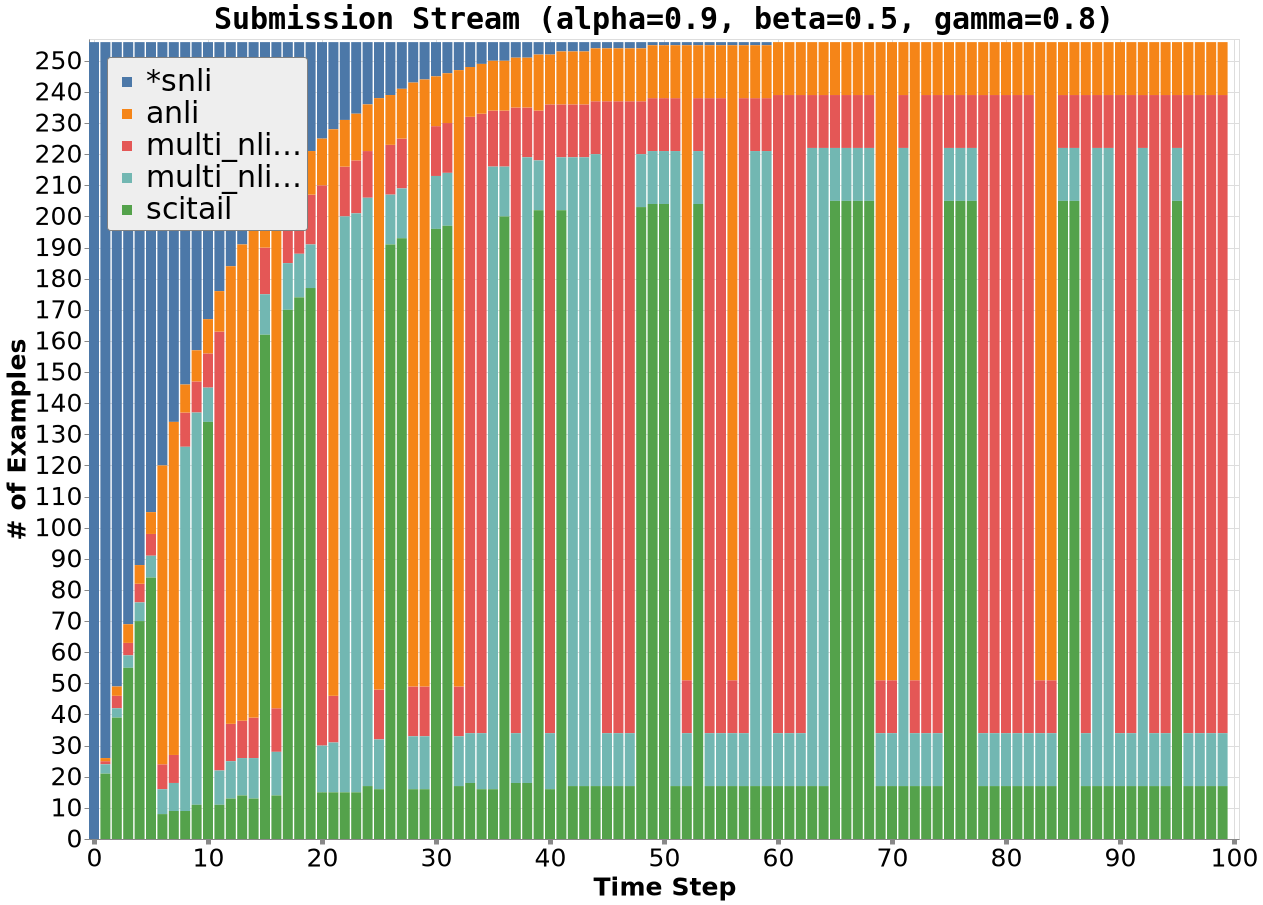 Submission Stream (alpha=0.9, beta=0.5, gamma=0.8)
*snli
anli
multi_nli...
multi_nli...
scitail
# of Examples
250
240
230
220
210
200
190
180
170
160
150
140
130
120
110
100
90
80
70
60
50
40
30
20
10
0
0 10 20 30 40 50 60 70 80 90 100
Time Step